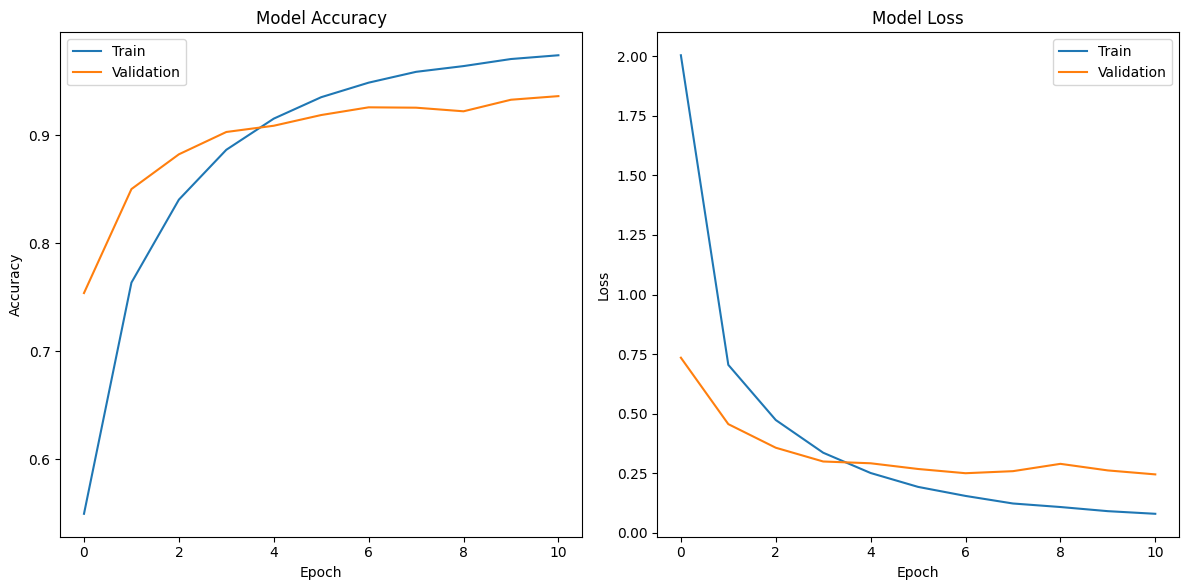 Model Accuracy
Train
Validation
0.9
0.8
0.7
0.6
Accuracy
0 2 4 6 8 10
Epoch
Model Loss
Train
Validation
2.00
1.75
1.50
1.25
1.00
0.75
0.50
0.25
0.00
Loss
0 2 4 6 8 10
Epoch